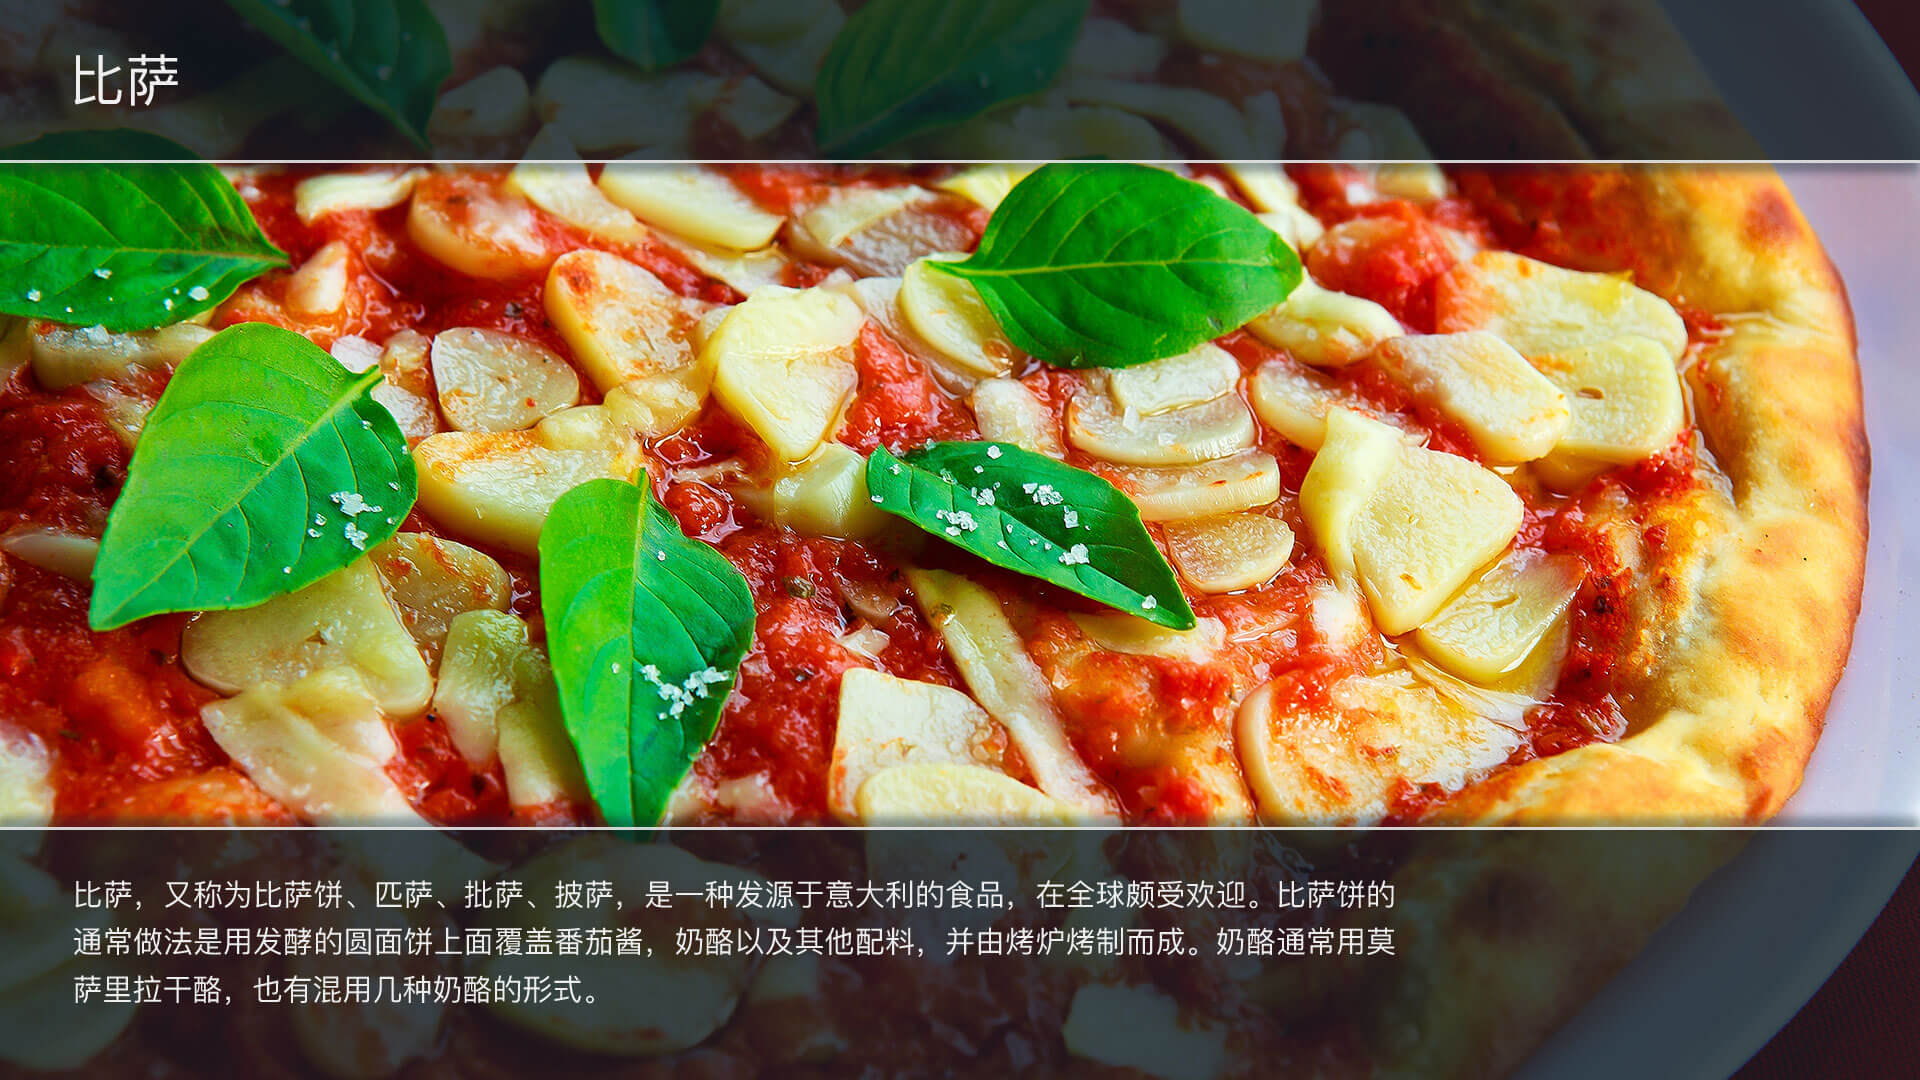 比萨
比萨，又称为比萨饼、匹萨、批萨、披萨，是一种发源于意大利的食品，在全球颇受欢迎。比萨饼的
通常做法是用发酵的圆面饼上面覆盖番茄酱，奶酪以及其他配料，并由烤炉烤制而成。奶酪通常用莫
萨里拉干酪，也有混用几种奶酪的形式。